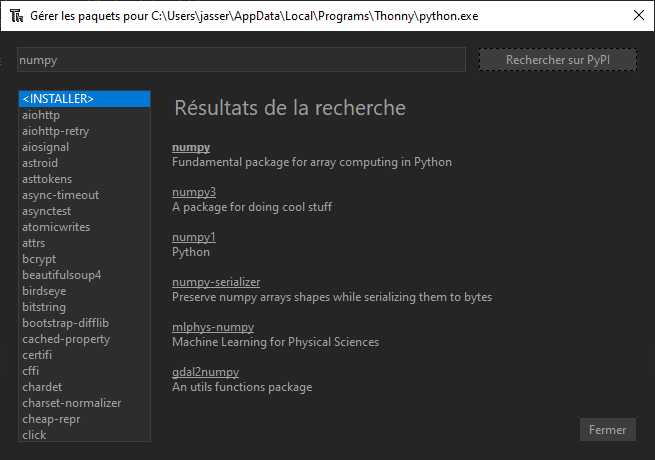 Gérer les paquets pour C:\Users\jasser\AppData\Local\Programs\Thonny\python.exe
numpy
Rechercher sur PyPI
<INSTALLER>
aiohttp
aiohttp-retry
aiosignal
astroid
asttokens
async-timeout
asynctest
atomicwrites
attrs
bcrypt
beautifulsoup4
birdseye
bitstring
bootstrap-difflib
cached-property
certifi
cffi
chardet
charset-normalizer
cheap-repr
click
Résultats de la recherche
numpy
Fundamental package for array computing in Python
numpy3
A package for doing cool stuff
numpy1
Python
numpy-serializer
Preserve numpy arrays shapes while serializing them to bytes
mlphys-numpy
Machine Learning for Physical Sciences
gdal2numpy
An utils functions package
Fermer